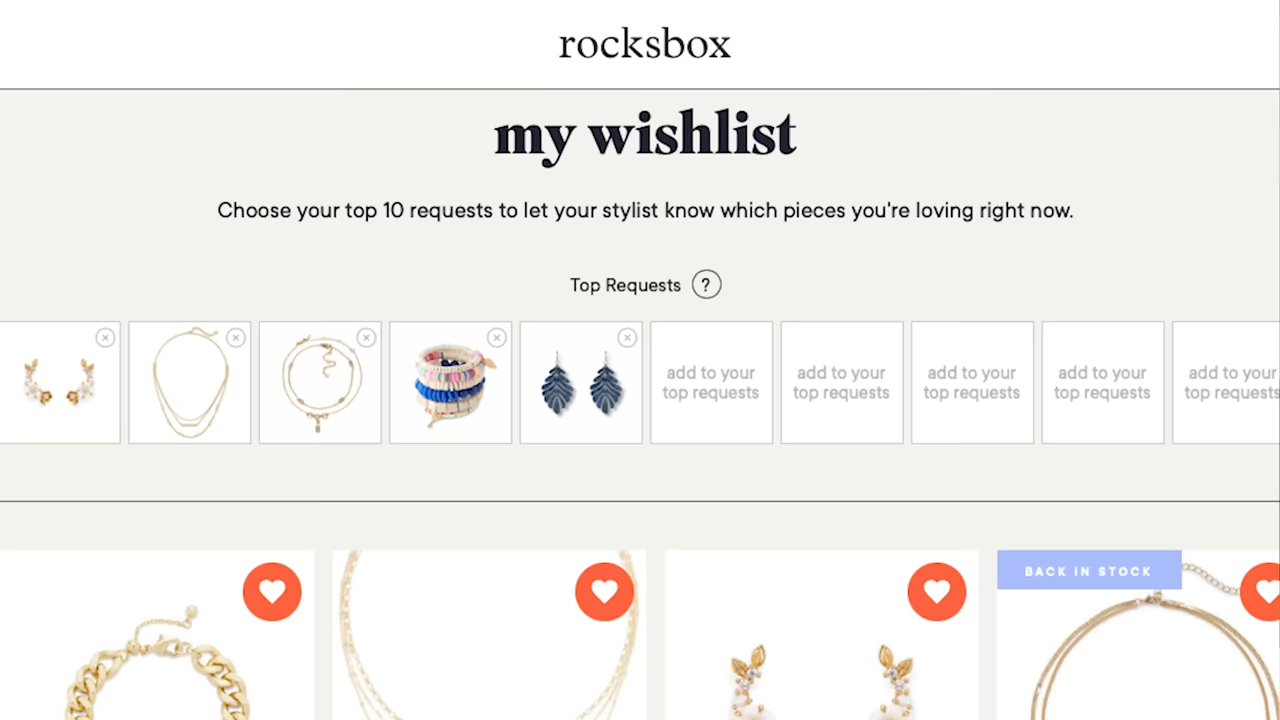 rocksbox
my wishlist
Choose your top 10 requests to let your stylist know which pieces you're loving right now.
Top Requests ?
add to your
top requests
add to your
top requests
add to your
top requests
add to your
top requests
add to your
top requests
BACK IN STOCK